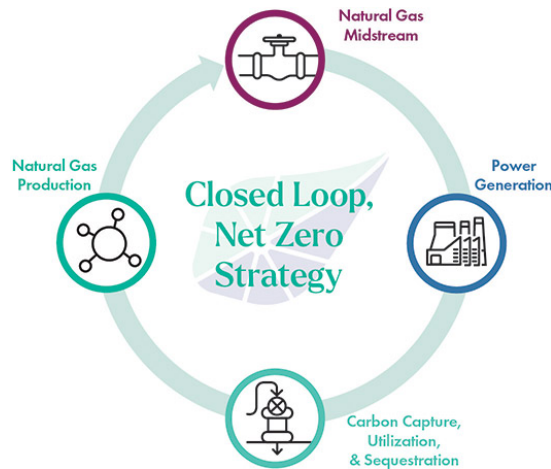 Natural Gas
Midstream
Natural Gas
Production
Power
Generation
Closed Loop,
Net Zero
Strategy
Carbon Capture,
Utilization,
& Sequestration